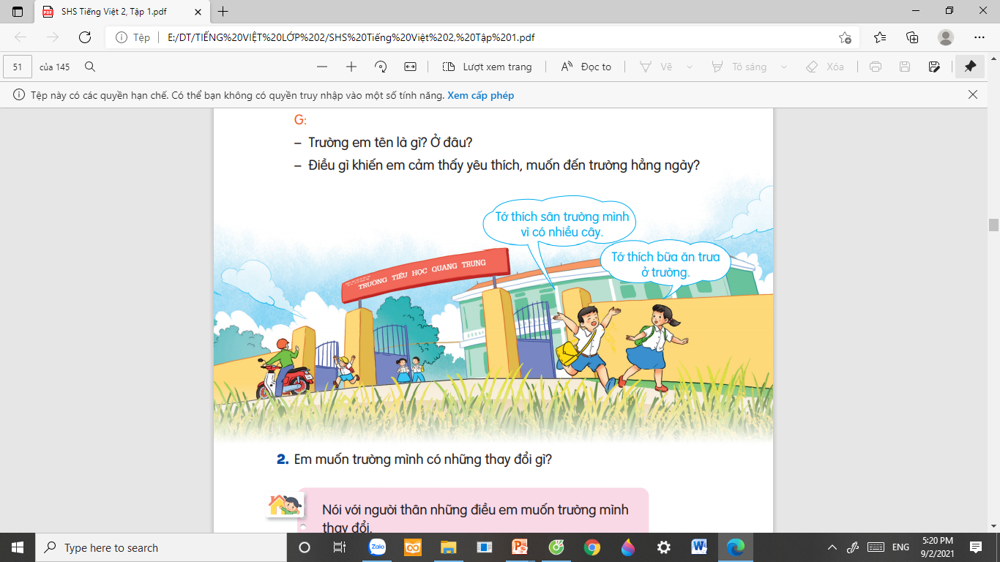 SHS Tiếng Việt 2, Tập 1.pdf
Tệp
E:/DT/TIẾNG%20VIỆT%20LỚP%202/SHS%20Tiếng%20Việt%202,%20Tập%201.pdf
51 của 145
Lượt xem trang
Đọc to
Vẽ
Tô sáng
Xóa
Tệp này có các quyền hạn chế. Có thể bạn không có quyền truy nhập vào một số tính năng. Xem cấp phép
G:
– Trường em tên là gì? Ở đâu?
– Điều gì khiến em cảm thấy yêu thích, muốn đến trường hằng ngày?
Tớ thích sân trường mình
vì có nhiều cây.
Tớ thích bữa ăn trưa
ở trường.
TRƯỜNG TIỂU HỌC QUANG TRUNG
2. Em muốn trường mình có những thay đổi gì?
Nói với người thân những điều em muốn trường mình
thay đổi.
Type here to search
Zalo
ENG
5:20 PM
9/2/2021